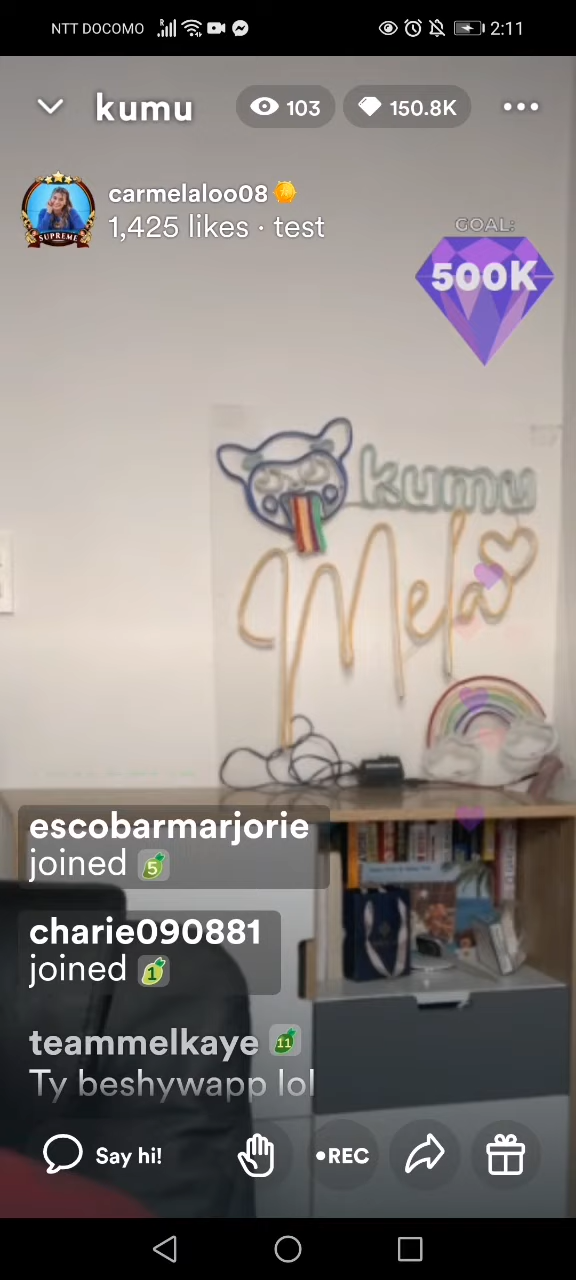 NTT DOCOMO
2:11
kumu
103
150.8K
carmelaloo08
1,425 likes · test
SUPREME
GOAL:
500K
kumu
Mela
escobarmarjorie
joined 5
charie090881
joined 1
teammelkaye 11
Ty beshywapp lol
Say hi!
•REC